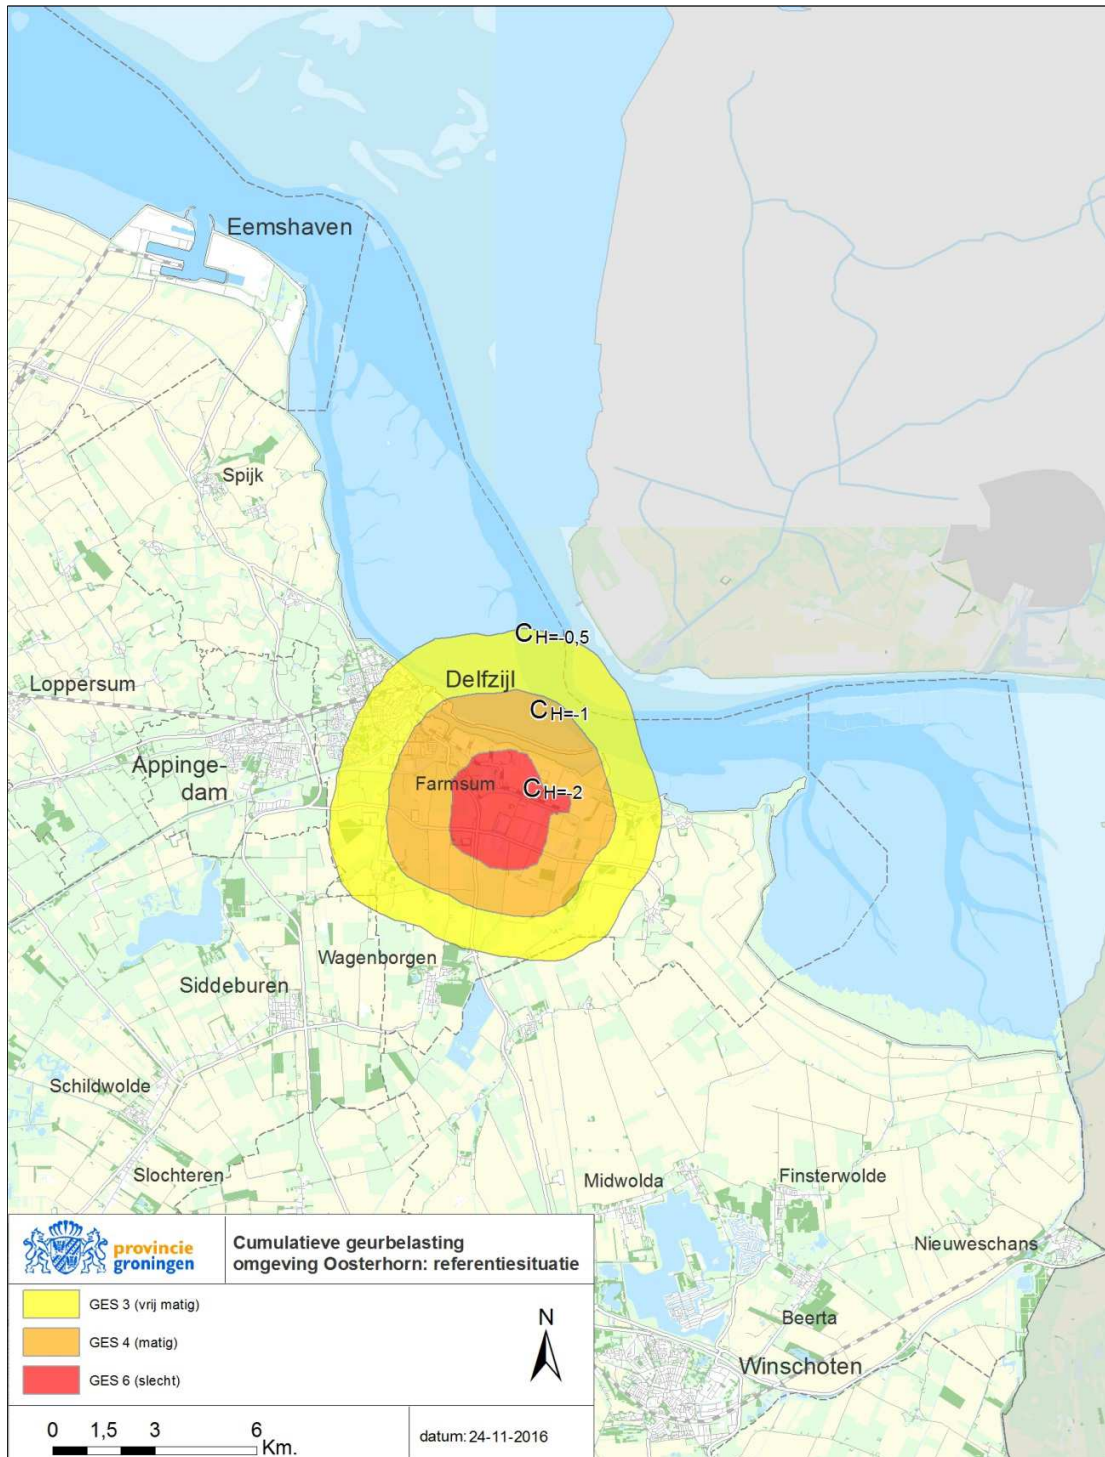 Eemshaven
Spijk
CH=-0,5
Loppersum
Delfzijl
CH=-1
Appinge-
dam
Farmsum
CH=-2
Wagenborgen
Siddeburen
Schildwolde
Slochteren
Midwolda
Finsterwolde
Nieuweschans
Beerta
Winschoten
provincie
groningen
Cumulatieve geurbelasting
omgeving Oosterhorn: referentiesituatie
GES 3 (vrij matig)
GES 4 (matig)
GES 6 (slecht)
N
0 1,5 3 6
Km.
datum: 24-11-2016